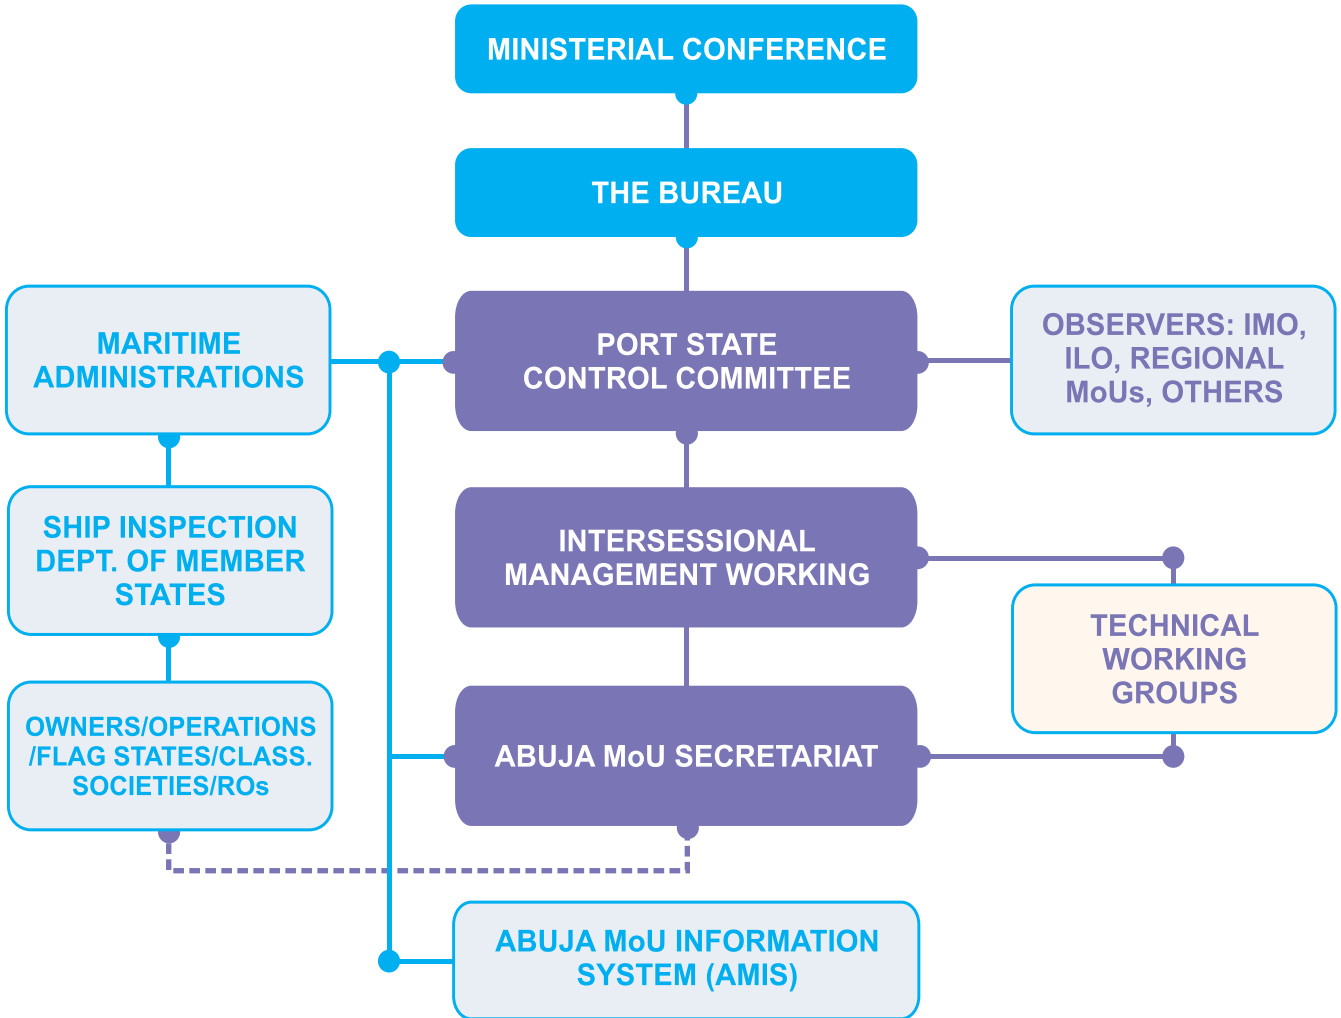 MINISTERIAL CONFERENCE
THE BUREAU
MARITIME
ADMINISTRATIONS
PORT STATE
CONTROL COMMITTEE
OBSERVERS: IMO,
ILO, REGIONAL
MoUs, OTHERS
SHIP INSPECTION
DEPT. OF MEMBER
STATES
INTERSESSIONAL
MANAGEMENT WORKING
TECHNICAL
WORKING
GROUPS
OWNERS/OPERATIONS
/FLAG STATES/CLASS.
SOCIETIES/ROs
ABUJA MoU SECRETARIAT
ABUJA MoU INFORMATION
SYSTEM (AMIS)